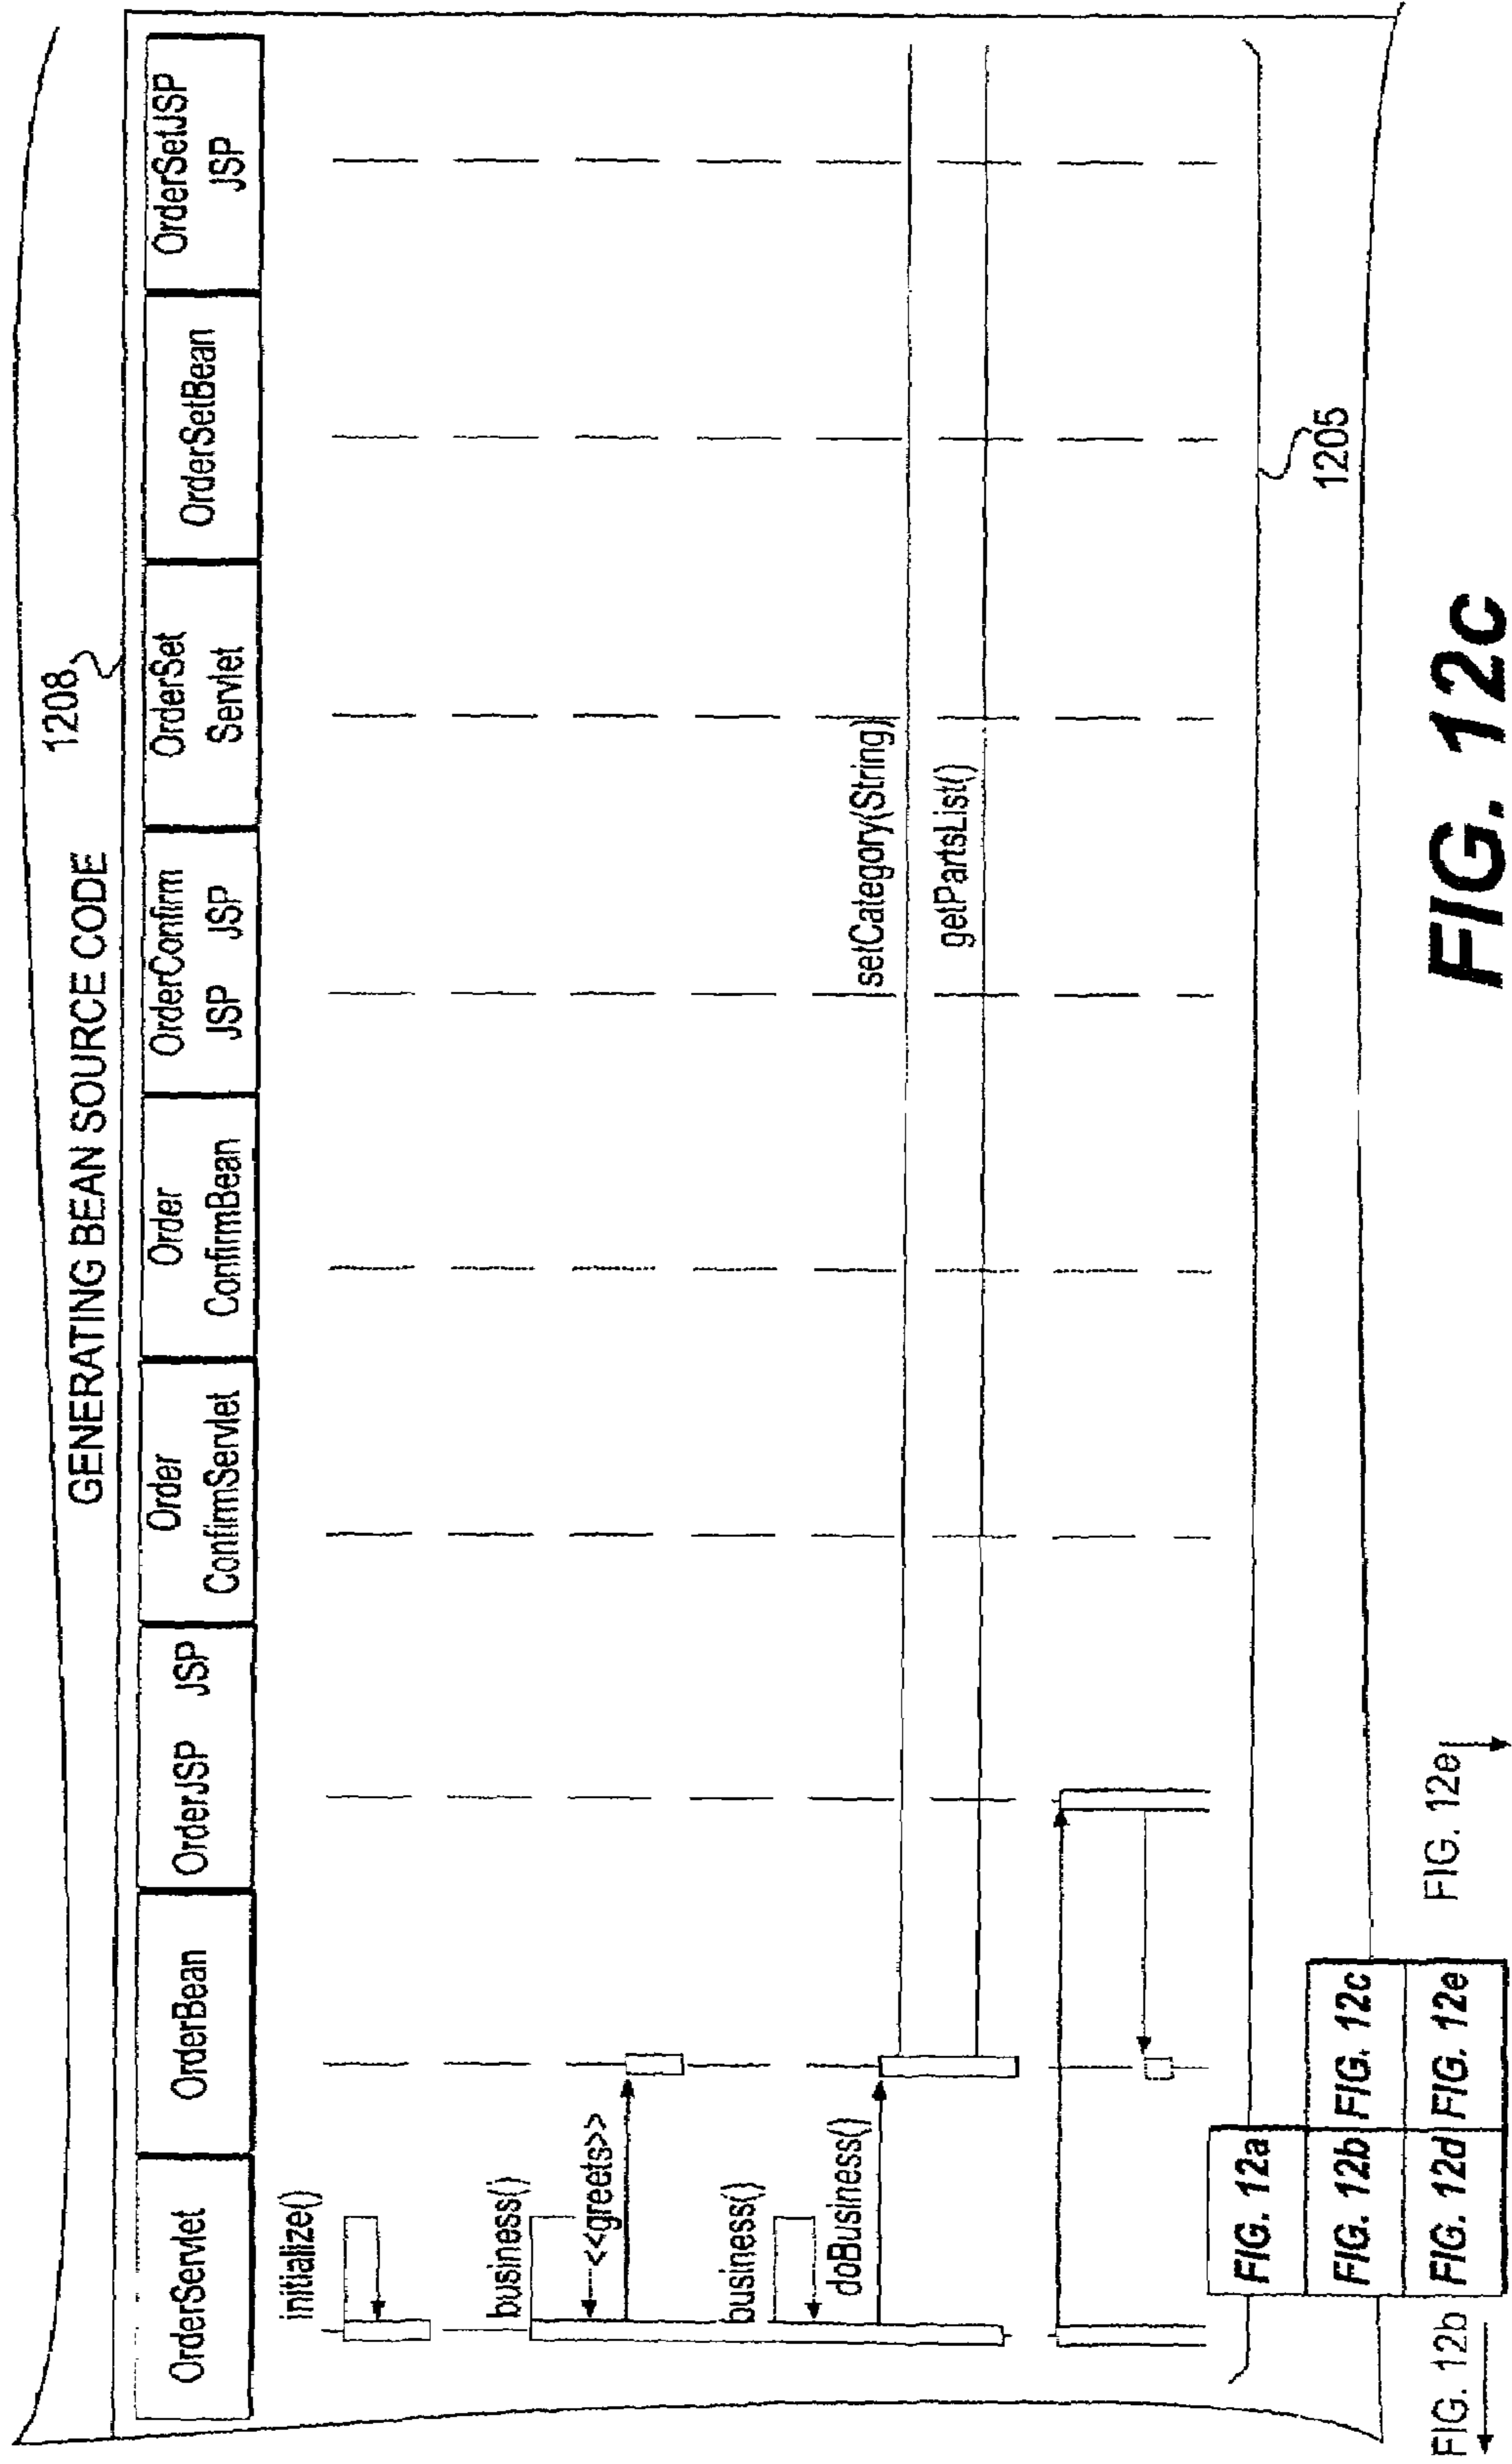 1208
GENERATING BEAN SOURCE CODE
OrderServlet
OrderBean
OrderJSP JSP
Order
ConfirmServlet
Order
ConfirmBean
OrderConfirm
JSP JSP
OrderSet
Servlet
OrderSetBean
OrderSetJSP
JSP
initialize()
business()
<<greets>>
business()
doBusiness()
setCategory(String)
getPartsList()
1205
FIG. 12a
FIG. 12b FIG. 12c
FIG. 12d FIG. 12e
FIG. 12b
FIG. 12e
FIG. 12c